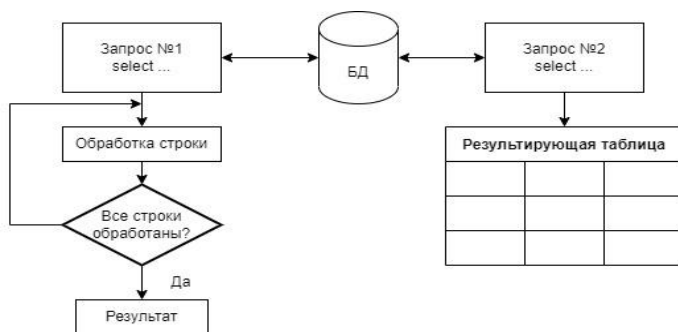 Запрос №1
select ...
БД
Запрос №2
select ...
Обработка строки
Результирующая таблица
Все строки
обработаны?
Да
Результат